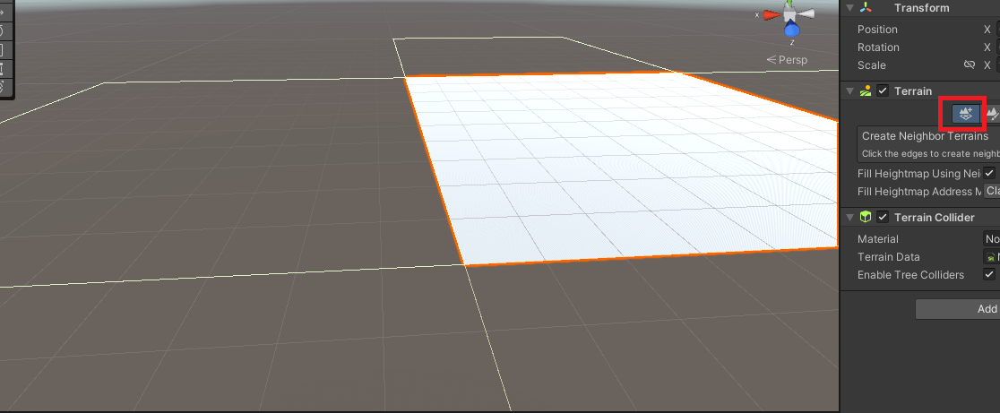 Transform
Position X
Rotation X
Scale X
x
z
Persp
Terrain
Create Neighbor Terrains
Click the edges to create neighb
Fill Heightmap Using Nei
Fill Heightmap Address M Cla
Terrain Collider
Material No
Terrain Data
Enable Tree Colliders
Add